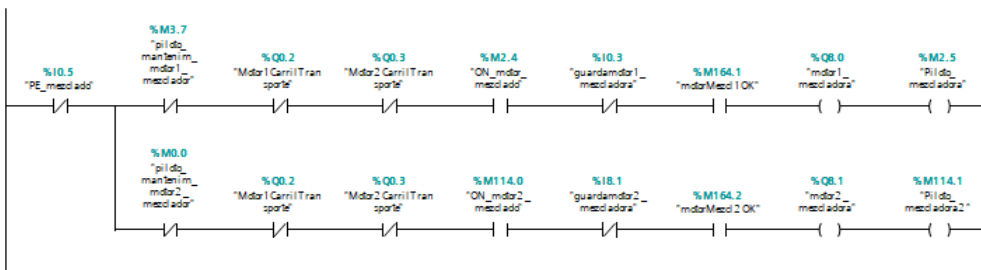 %M3.7
"piloto_
mantenim_
motor1_
mezclador"
%I0.5
"PE_mezclado"
%Q0.2
"Motor1CarrilTran
sporte"
%Q0.3
"Motor2CarrilTran
sporte"
%M2.4
"ON_motor_
mezclado"
%I0.3
"guardamotor1_
mezcladora"
%M164.1
"motorMezcl1OK"
%Q8.0
"motor1_
mezcladora"
%M2.5
"Piloto_
mezcladora"
%M0.0
"piloto_
mantenim_
motor2_
mezclador"
%Q0.2
"Motor1CarrilTran
sporte"
%Q0.3
"Motor2CarrilTran
sporte"
%M114.0
"ON_motor2_
mezclado"
%I8.1
"guardamotor2_
mezcladora"
%M164.2
"motorMezcl2OK"
%Q8.1
"motor2_
mezcladora"
%M114.1
"Piloto_
mezcladora2"